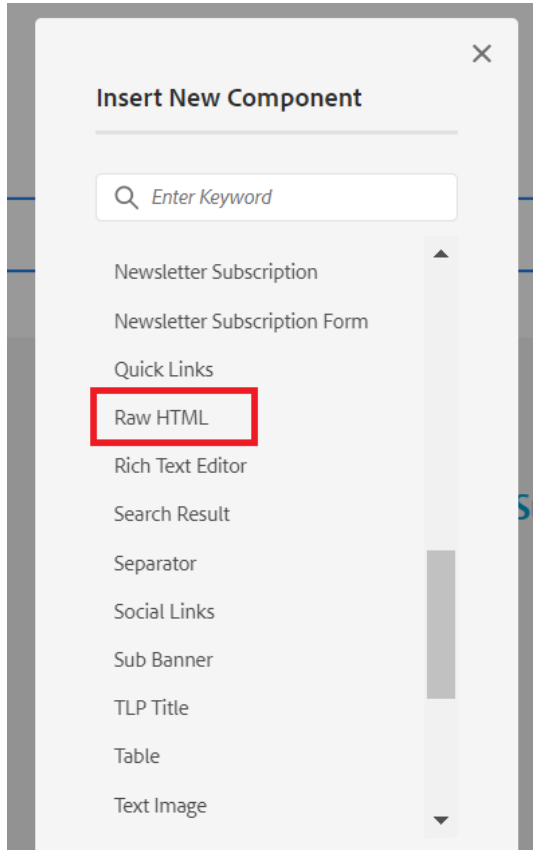 Insert New Component
Enter Keyword
Newsletter Subscription
Newsletter Subscription Form
Quick Links
Raw HTML
Rich Text Editor
Search Result
Separator
Social Links
Sub Banner
TLP Title
Table
Text Image